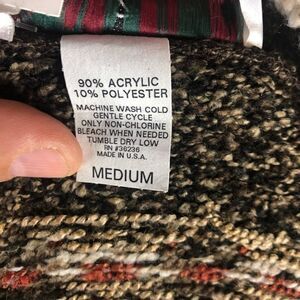 90% ACRYLIC
10% POLYESTER
MACHINE WASH COLD
GENTLE CYCLE
ONLY NON-CHLORINE
BLEACH WHEN NEEDED
TUMBLE DRY LOW
RN #36236
MADE IN U.S.A.
MEDIUM